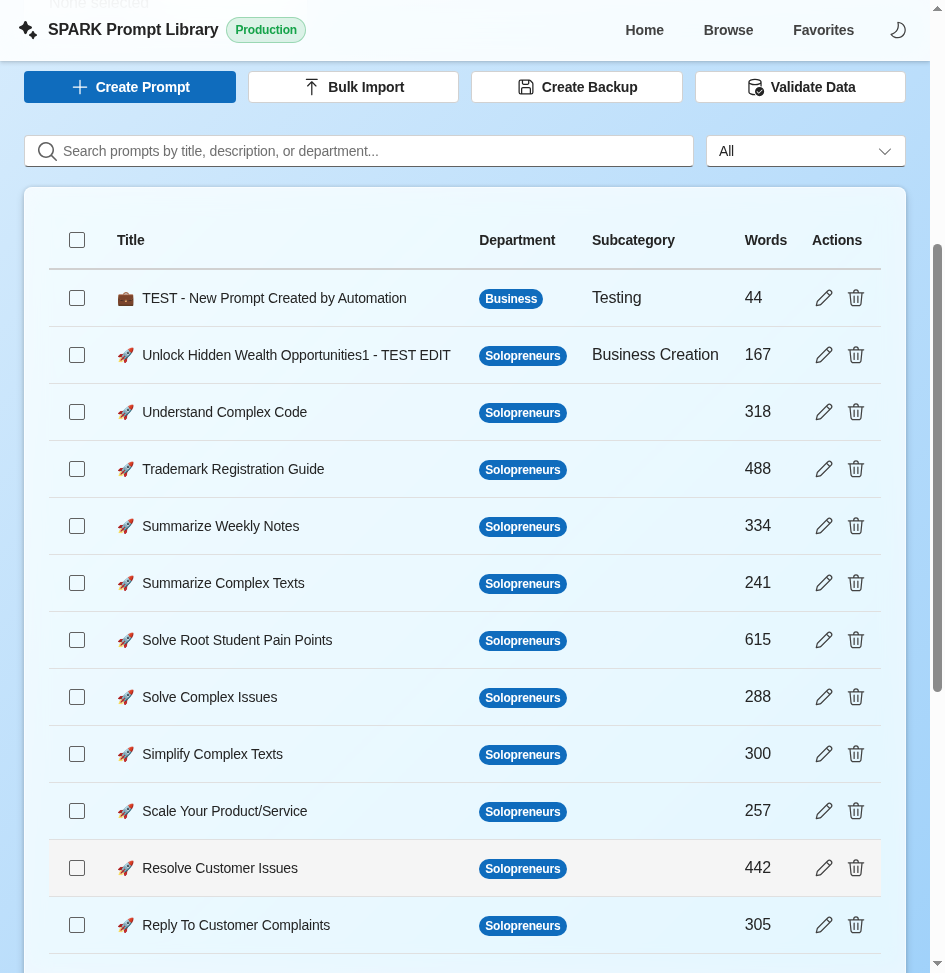 None selected
SPARK Prompt Library Production Home Browse Favorites
Create Prompt Bulk Import Create Backup Validate Data
Search prompts by title, description, or department... All
Title Department Subcategory Words Actions
TEST - New Prompt Created by Automation Business Testing 44
Unlock Hidden Wealth Opportunities1 - TEST EDIT Solopreneurs Business Creation 167
Understand Complex Code Solopreneurs 318
Trademark Registration Guide Solopreneurs 488
Summarize Weekly Notes Solopreneurs 334
Summarize Complex Texts Solopreneurs 241
Solve Root Student Pain Points Solopreneurs 615
Solve Complex Issues Solopreneurs 288
Simplify Complex Texts Solopreneurs 300
Scale Your Product/Service Solopreneurs 257
Resolve Customer Issues Solopreneurs 442
Reply To Customer Complaints Solopreneurs 305